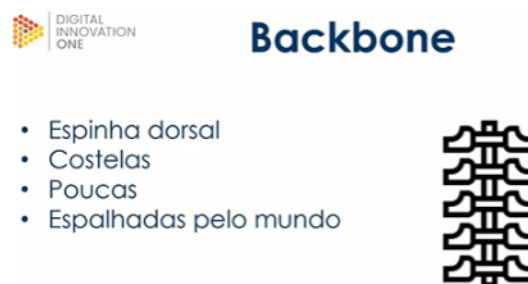 DIGITAL
INNOVATION
ONE
Backbone
• Espinha dorsal
• Costelas
• Poucas
• Espalhadas pelo mundo